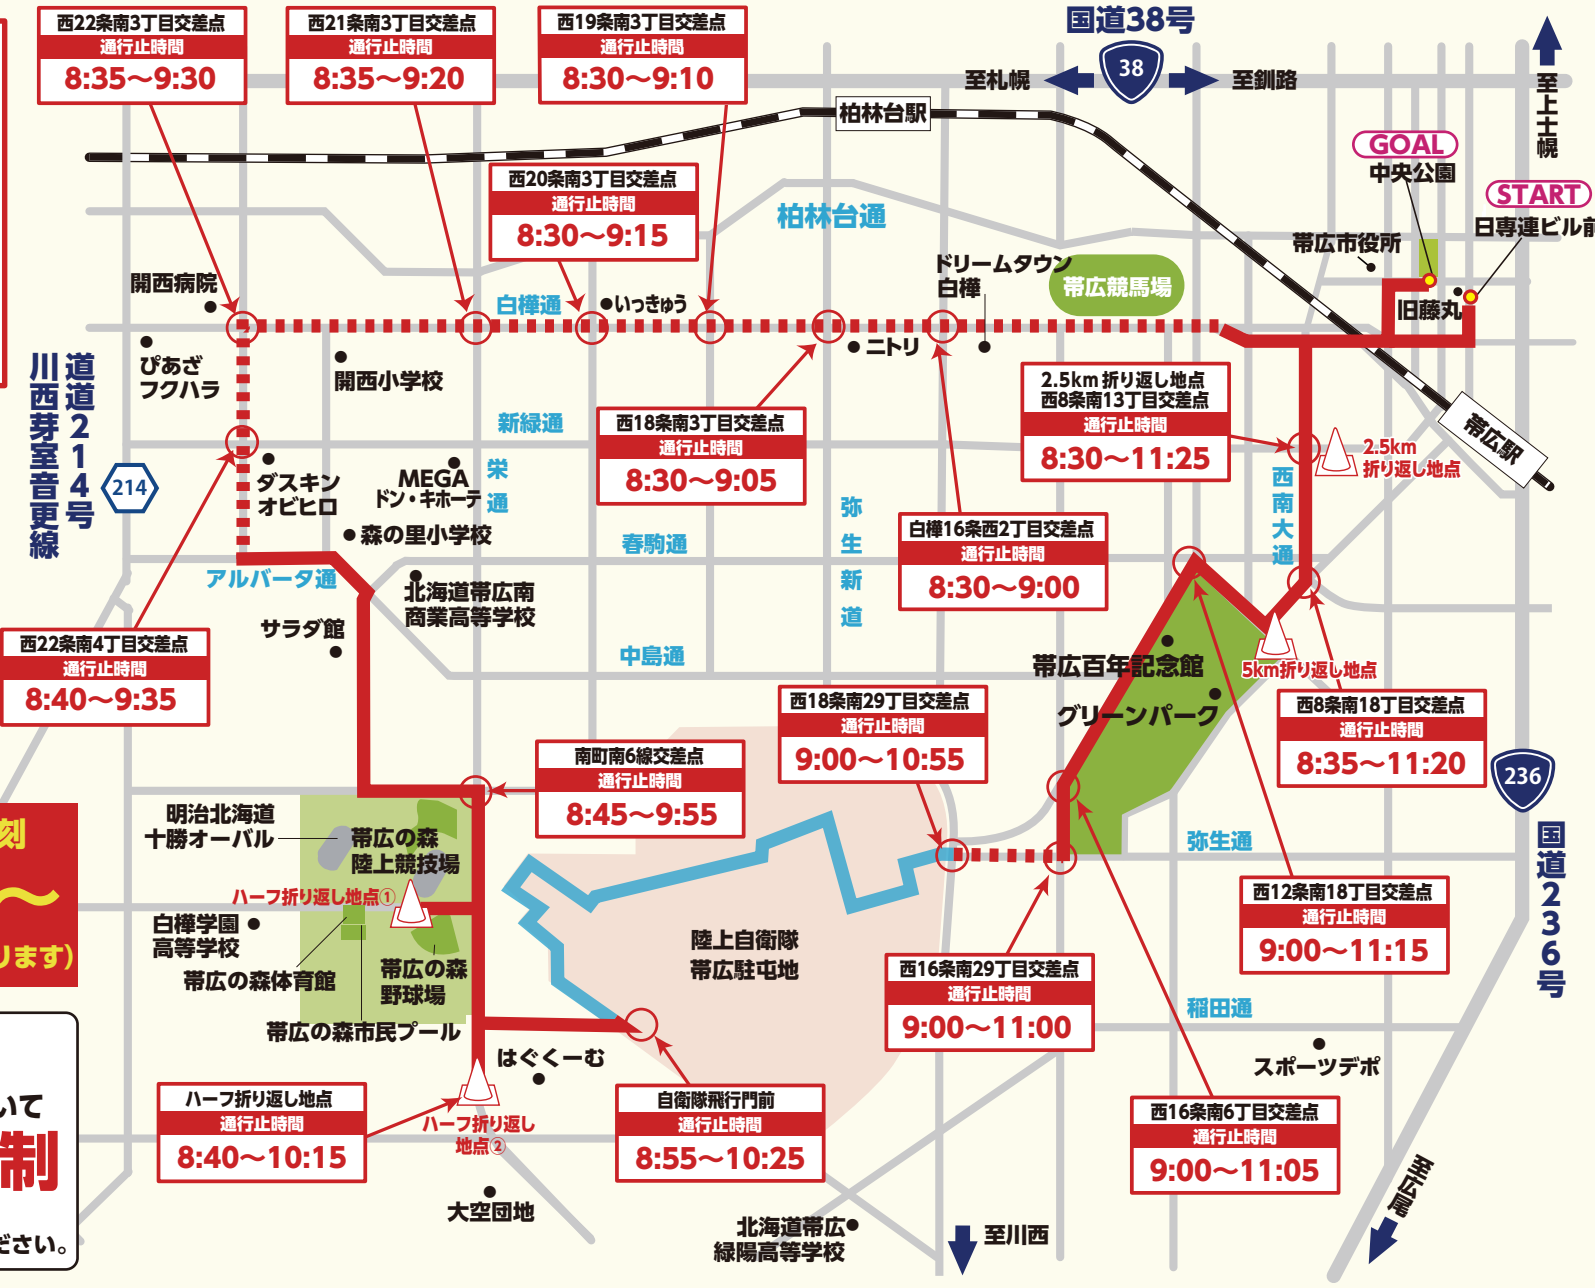 西22条南3丁目交差点
通行止時間
8:35～9:30
西21条南3丁目交差点
通行止時間
8:35～9:20
西19条南3丁目交差点
通行止時間
8:30～9:10
国道38号
至札幌
38
至釧路
至上士幌
柏林台駅
GOAL
中央公園
START
日専連ビル前
西20条南3丁目交差点
通行止時間
8:30～9:15
柏林台通
帯広市役所
旧藤丸
開西病院
白樺通
いっきゅう
ドリームタウン
白樺
帯広競馬場
ぴあざ
フクハラ
開西小学校
ニトリ
道道214号
川西芽室音更線
214
新緑通
西18条南3丁目交差点
通行止時間
8:30～9:05
2.5km 折り返し地点
西8条南13丁目交差点
通行止時間
8:30～11:25
2.5km
折り返し地点
帯広駅
ダスキン
オビヒロ
MEGA
ドン・キホーテ
栄通
森の里小学校
弥生新道
西南大通
白樺16条西2丁目交差点
通行止時間
8:30～9:00
春駒通
アルバータ通
北海道帯広南
商業高等学校
サラダ館
中島通
西22条南4丁目交差点
通行止時間
8:40～9:35
帯広百年記念館
グリーンパーク
5km折り返し地点
西18条南29丁目交差点
通行止時間
9:00～10:55
西8条南18丁目交差点
通行止時間
8:35～11:20
236
国道236号
南町南6線交差点
通行止時間
8:45～9:55
明治北海道
十勝オーバル
帯広の森
陸上競技場
弥生通
刻
～
ります)
ハーフ折り返し地点①
白樺学園
高等学校
帯広の森体育館
帯広の森
野球場
帯広の森市民プール
陸上自衛隊
帯広駐屯地
西12条南18丁目交差点
通行止時間
9:00～11:15
西16条南29丁目交差点
通行止時間
9:00～11:00
稲田通
スポーツデポ
はぐくーむ
いて
制
ださい。
ハーフ折り返し地点
通行止時間
8:40～10:15
ハーフ折り返し
地点②
自衛隊飛行門前
通行止時間
8:55～10:25
西16条南6丁目交差点
通行止時間
9:00～11:05
大空団地
北海道帯広
緑陽高等学校
至川西
至広尾